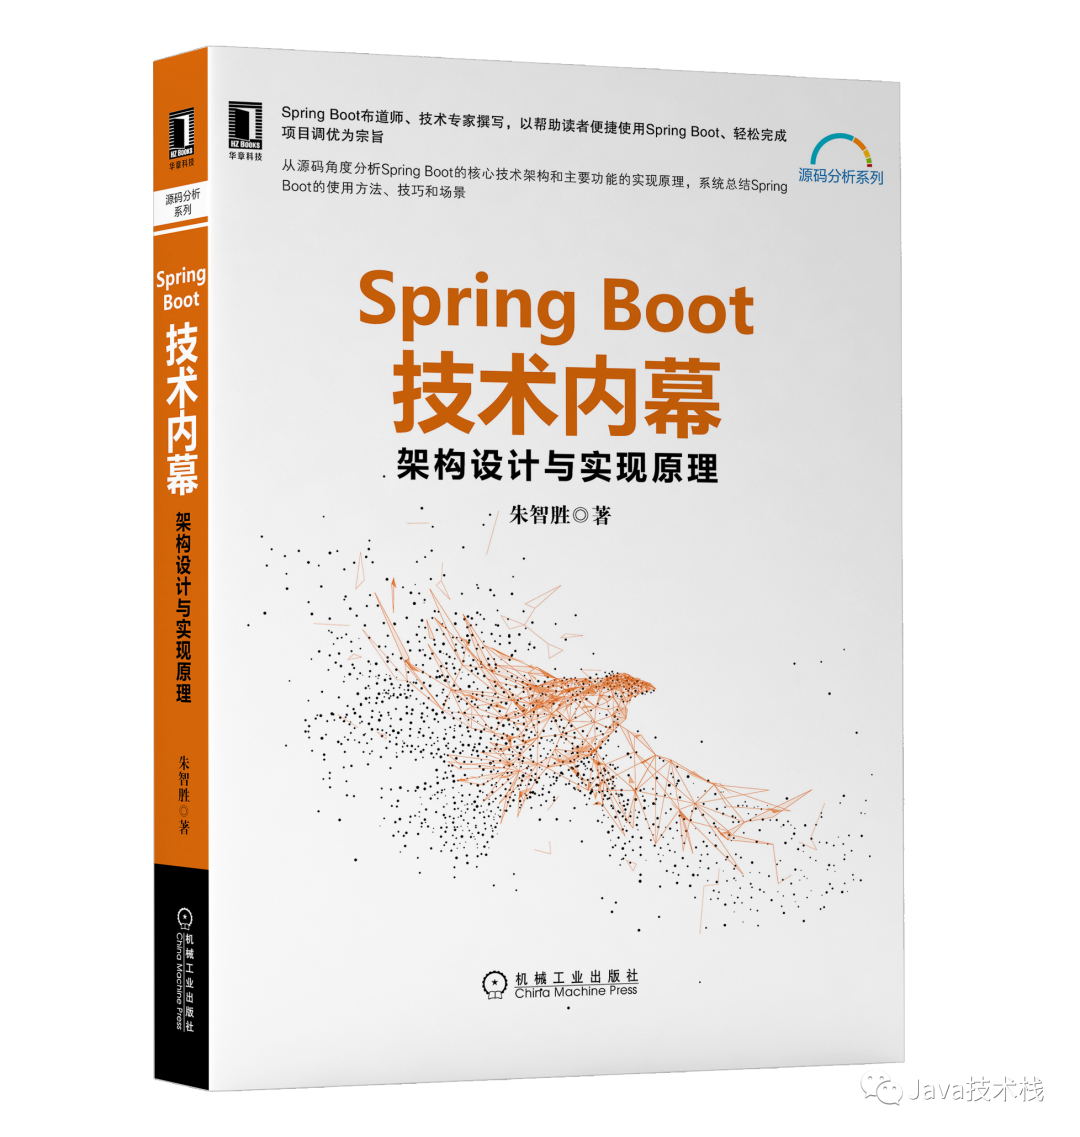 HZ BOOKS
华章科技
源码分析
系列
Spring
Boot
技术内幕
架构设计与实现原理
朱智胜◎著
机械工业出版社
China Machine Press
HZ BOOKS
华章科技
Spring Boot布道师、技术专家撰写，以帮助读者便捷使用Spring Boot、轻松完成
项目调优为宗旨
从源码角度分析Spring Boot的核心技术架构和主要功能的实现原理，系统总结Spring
Boot的使用方法、技巧和场景
源码分析系列
Spring Boot
技术内幕
架构设计与实现原理
朱智胜◎著
机械工业出版社
China Machine Press
Java技术栈